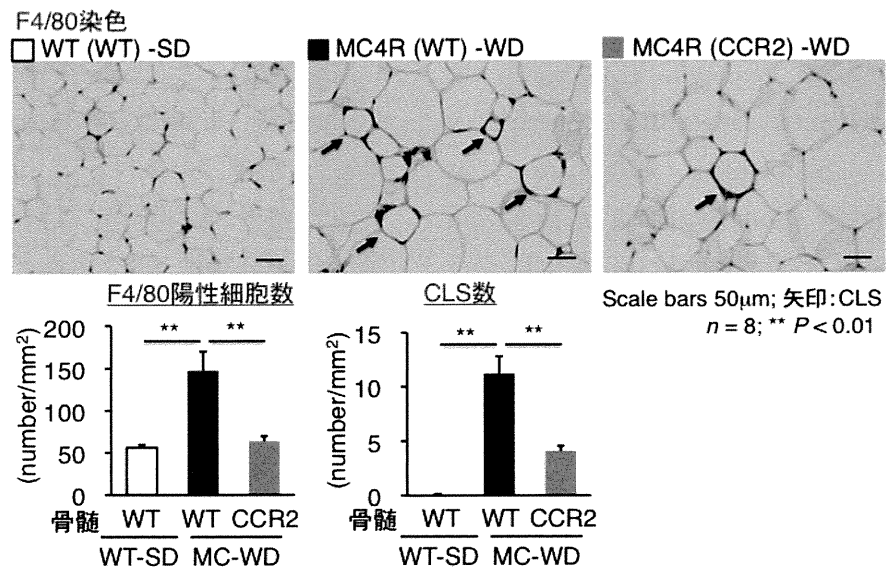 F4/80染色
WT (WT) -SD
MC4R (WT) -WD
MC4R (CCR2) -WD
F4/80陽性細胞数
(number/mm²)
200
150
100
50
0
** **
骨髄 WT WT CCR2
WT-SD MC-WD
CLS数
(number/mm²)
15
10
5
0
** **
骨髄 WT WT CCR2
WT-SD MC-WD
Scale bars 50μm; 矢印:CLS
n = 8; ** P < 0.01